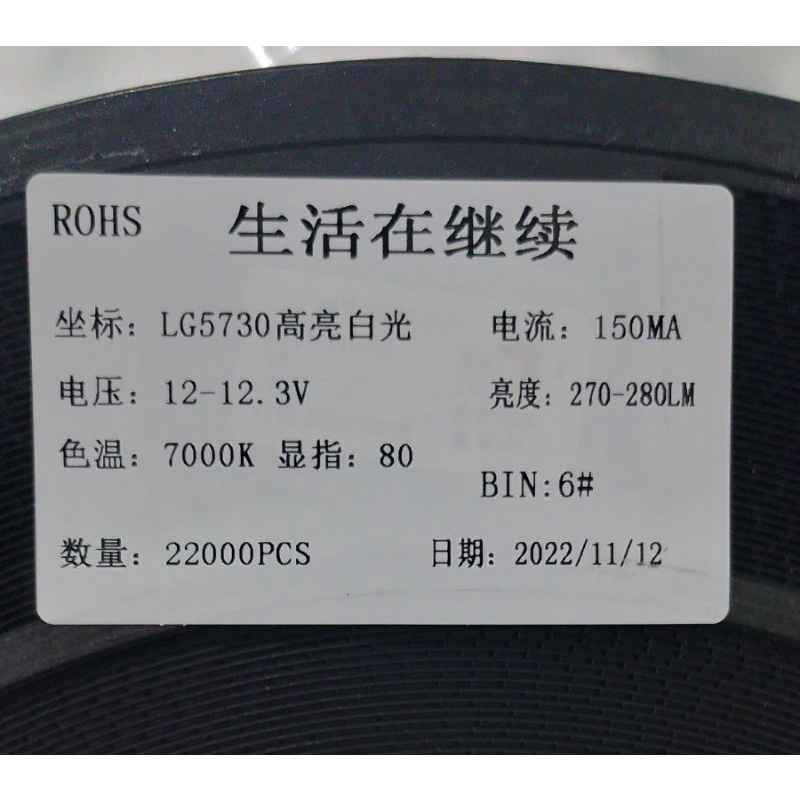 ROHS 生活在继续
坐标: LG5730高亮白光 电流: 150MA
电压: 12-12.3V 亮度: 270-280LM
色温: 7000K 显指: 80
BIN:6#
数量: 22000PCS 日期: 2022/11/12